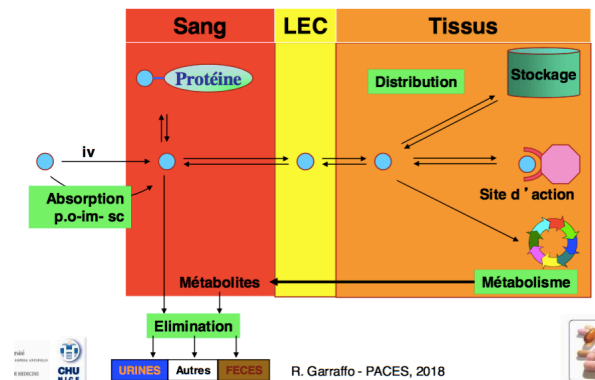 Sang
LEC
Tissus
Protéine
Distribution
Stockage
iv
Absorption
p.o-im- sc
Site d ’ action
Métabolites
Métabolisme
Elimination
URINES
Autres
FECES
CHU
NICE
R. Garraffo - PACES, 2018